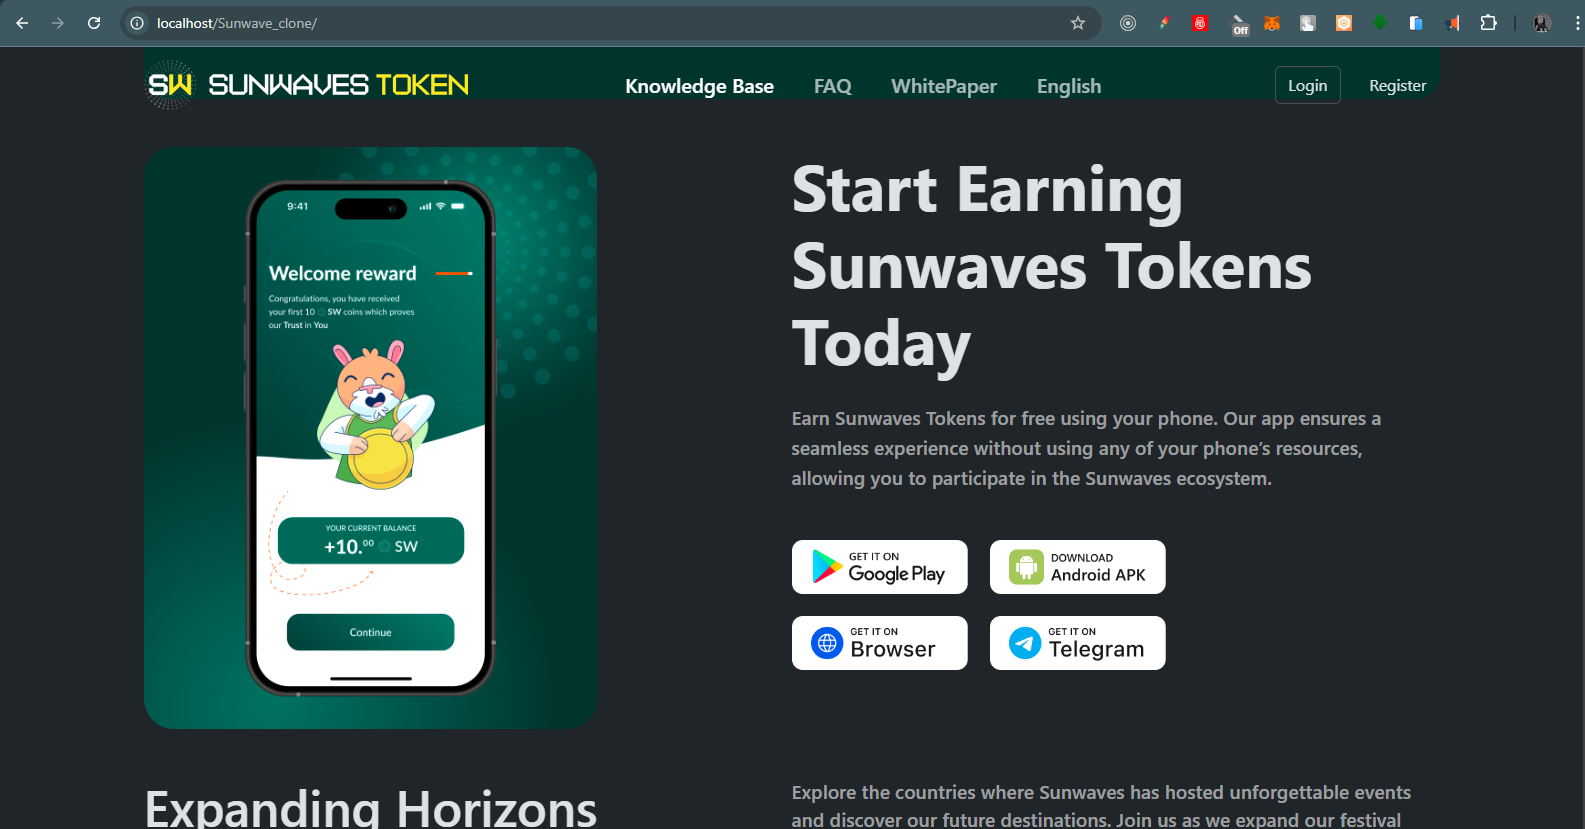 localhost/Sunwave_clone/
Off
SW SUNWAVES TOKEN
Knowledge Base
FAQ
WhitePaper
English
Login
Register
9:41
Welcome reward
Congratulations, you have received
your first 10 SW coins which proves
our Trust in You
YOUR CURRENT BALANCE
+10.00 SW
Continue
Start Earning
Sunwaves Tokens
Today
Earn Sunwaves Tokens for free using your phone. Our app ensures a
seamless experience without using any of your phone’s resources,
allowing you to participate in the Sunwaves ecosystem.
GET IT ON
Google Play
DOWNLOAD
Android APK
GET IT ON
Browser
GET IT ON
Telegram
Expanding Horizons
Explore the countries where Sunwaves has hosted unforgettable events
and discover our future destinations. Join us as we expand our festival